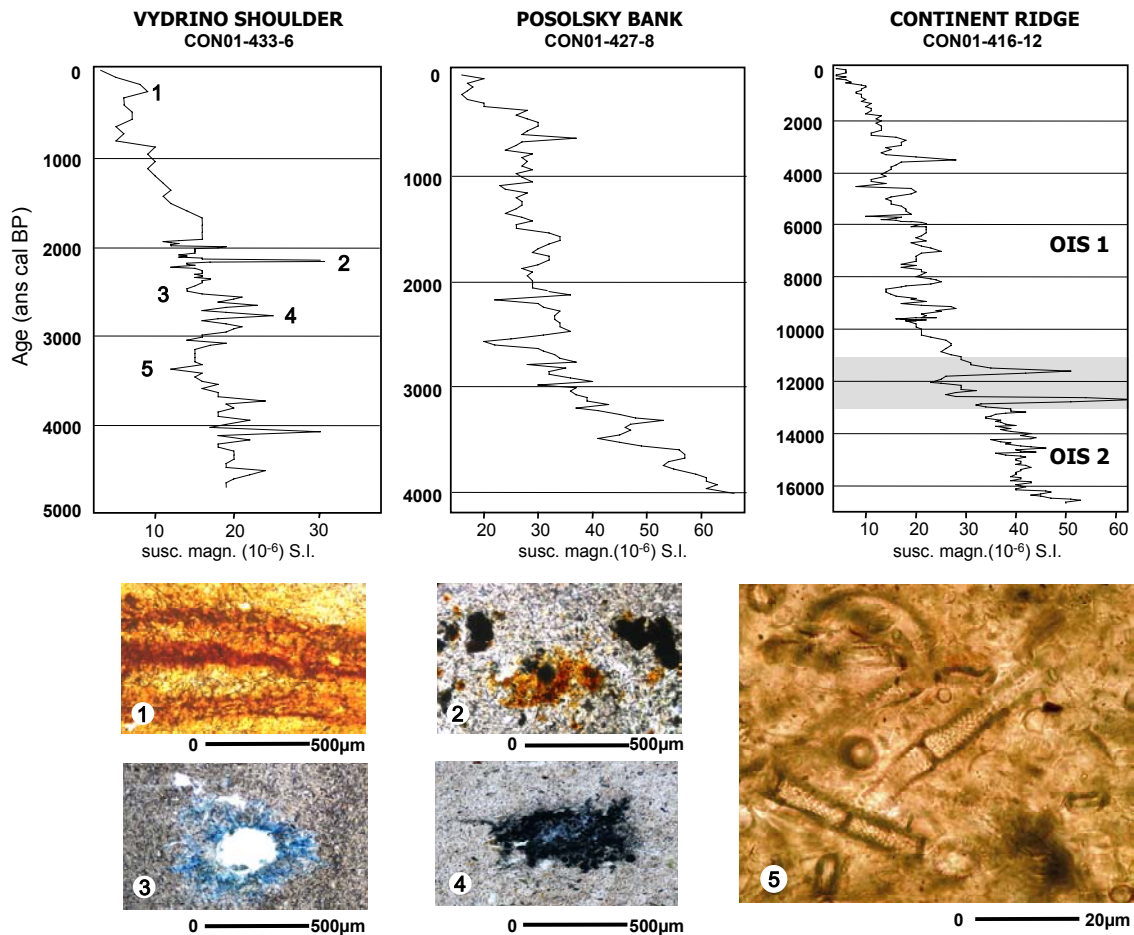 VYDRINO SHOULDER
CON01-433-6
POSOLSKY BANK
CON01-427-8
CONTINENT RIDGE
CON01-416-12
Age (ans cal BP)
0
1000
2000
3000
4000
5000
1
2
3
4
5
10 20 30
susc. magn. (10-6) S.I.
0
1000
2000
3000
4000
20 30 40 50 60
susc. magn.(10-6) S.I.
0
2000
4000
6000
8000
10000
12000
14000
16000
OIS 1
OIS 2
10 20 30 40 50 60
susc. magn.(10-6) S.I.
1
0 500µm
2
0 500µm
3
0 500µm
4
0 500µm
5
0 20µm